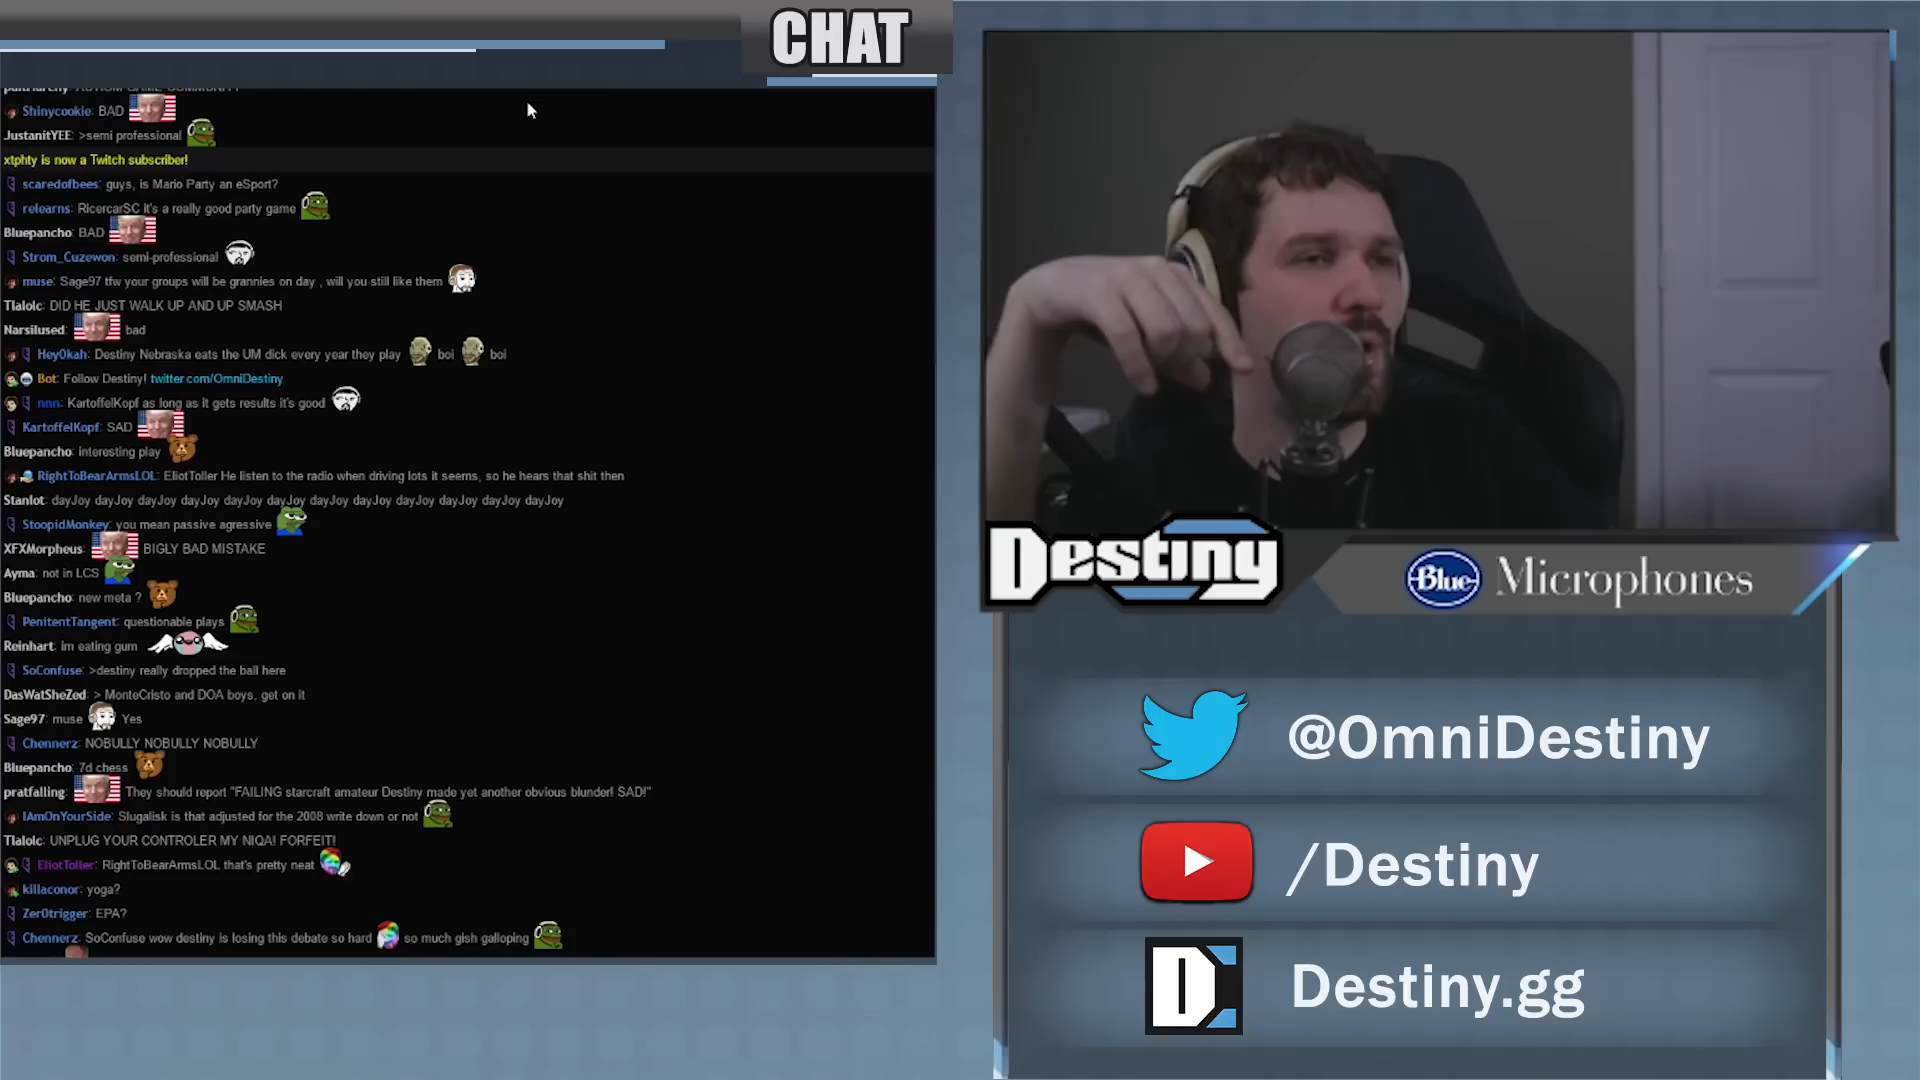 CHAT
Shinycookie: BAD
JustanitYEE: >semi professional
xtphty is now a Twitch subscriber!
scaredofbees: guys, is Mario Party an eSport?
relearns: RicercarSC it's a really good party game
Bluepancho: BAD
Strom_Cuzewon: semi-professional
muse: Sage97 tfw your groups will be grannies on day , will you still like them
Tlalolc: DID HE JUST WALK UP AND UP SMASH
Narsilused: bad
HeyOkah: Destiny Nebraska eats the UM dick every year they play boi boi
Bot: Follow Destiny! twitter.com/OmniDestiny
nnn: KartoffelKopf as long as it gets results it's good
KartoffelKopf: SAD
Bluepancho: interesting play
RightToBearArmsLOL: EliotToller He listen to the radio when driving lots it seems, so he hears that shit then
Stanlot: dayJoy dayJoy dayJoy dayJoy dayJoy dayJoy dayJoy dayJoy dayJoy dayJoy dayJoy dayJoy
StoopidMonkey: you mean passive agressive
XFXMorpheus: BIGLY BAD MISTAKE
Ayma: not in LCS
Bluepancho: new meta ?
PenitentTangent: questionable plays
Reinhart: im eating gum
SoConfuse: >destiny really dropped the ball here
DasWatSheZed: > MonteCristo and DOA boys, get on it
Sage97: muse Yes
Chennerz: NOBULLY NOBULLY NOBULLY
Bluepancho: 7d chess
pratfalling: They should report "FAILING starcraft amateur Destiny made yet another obvious blunder! SAD!"
IAmOnYourSide: Slugalisk is that adjusted for the 2008 write down or not
Tlalolc: UNPLUG YOUR CONTROLER MY NIQA! FORFEIT!
EliotToller: RightToBearArmsLOL that's pretty neat
killaconor: yoga?
Zer0trigger: EPA?
Chennerz: SoConfuse wow destiny is losing this debate so hard so much gish galloping
Destiny
Blue Microphones
@OmniDestiny
/Destiny
D Destiny.gg